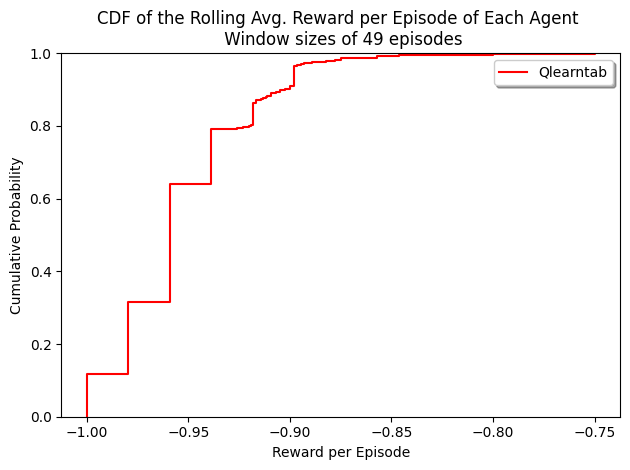 CDF of the Rolling Avg. Reward per Episode of Each Agent
Window sizes of 49 episodes
Qlearntab
Cumulative Probability
1.0
0.8
0.6
0.4
0.2
0.0
−1.00 −0.95 −0.90 −0.85 −0.80 −0.75
Reward per Episode